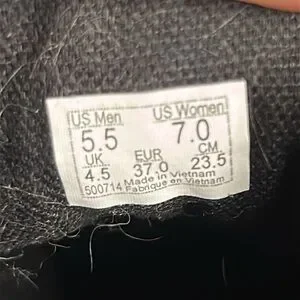 US Men US Women
5.5 7.0
UK EUR CM
4.5 37.0 23.5
500714 Made in Vietnam
Fabrique en Vietnam